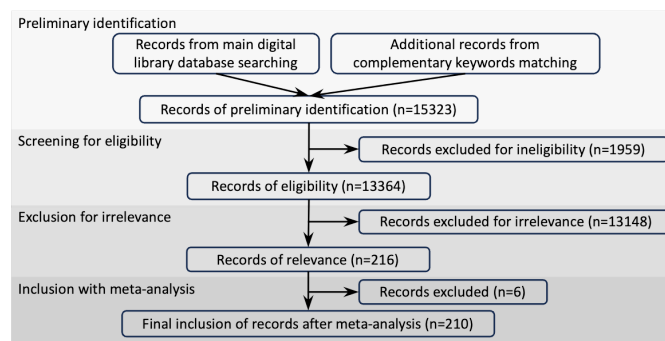 Preliminary identification
Records from main digital
library database searching
Additional records from
complementary keywords matching
Records of preliminary identification (n=15323)
Screening for eligibility
Records excluded for ineligibility (n=1959)
Records of eligibility (n=13364)
Exclusion for irrelevance
Records excluded for irrelevance (n=13148)
Records of relevance (n=216)
Inclusion with meta-analysis
Records excluded (n=6)
Final inclusion of records after meta-analysis (n=210)